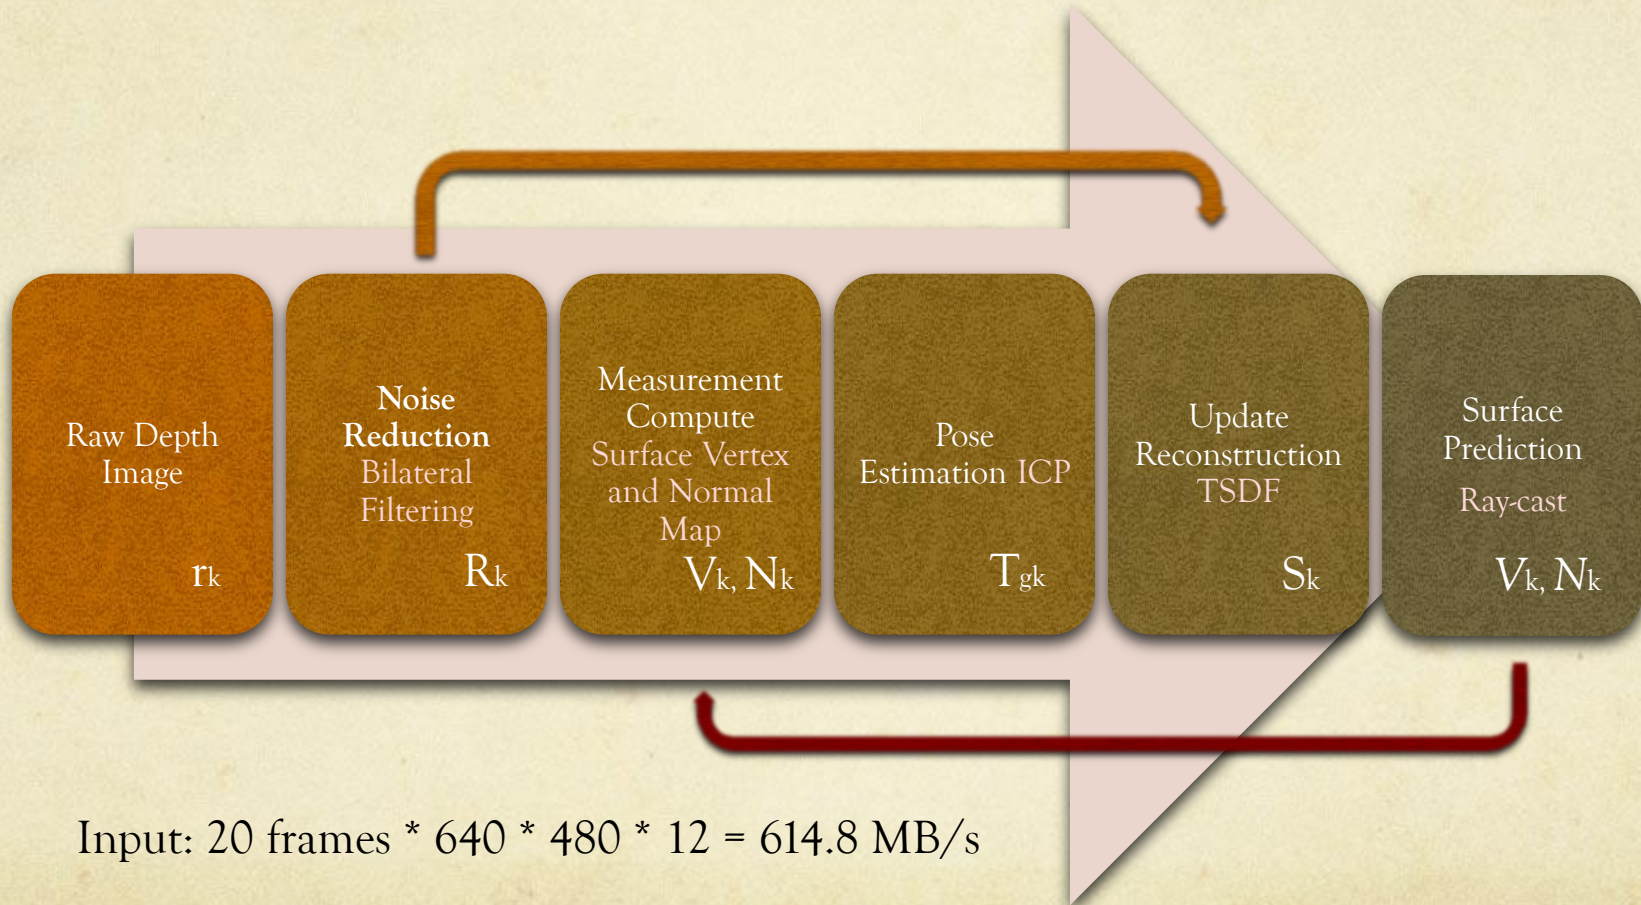 Raw Depth
Image
rk
Noise
Reduction
Bilateral
Filtering
Rk
Measurement
Compute
Surface Vertex
and Normal
Map
Vk, Nk
Pose
Estimation ICP
Tgk
Update
Reconstruction
TSDF
Sk
Surface
Prediction
Ray-cast
Vk, Nk
Input: 20 frames * 640 * 480 * 12 = 614.8 MB/s